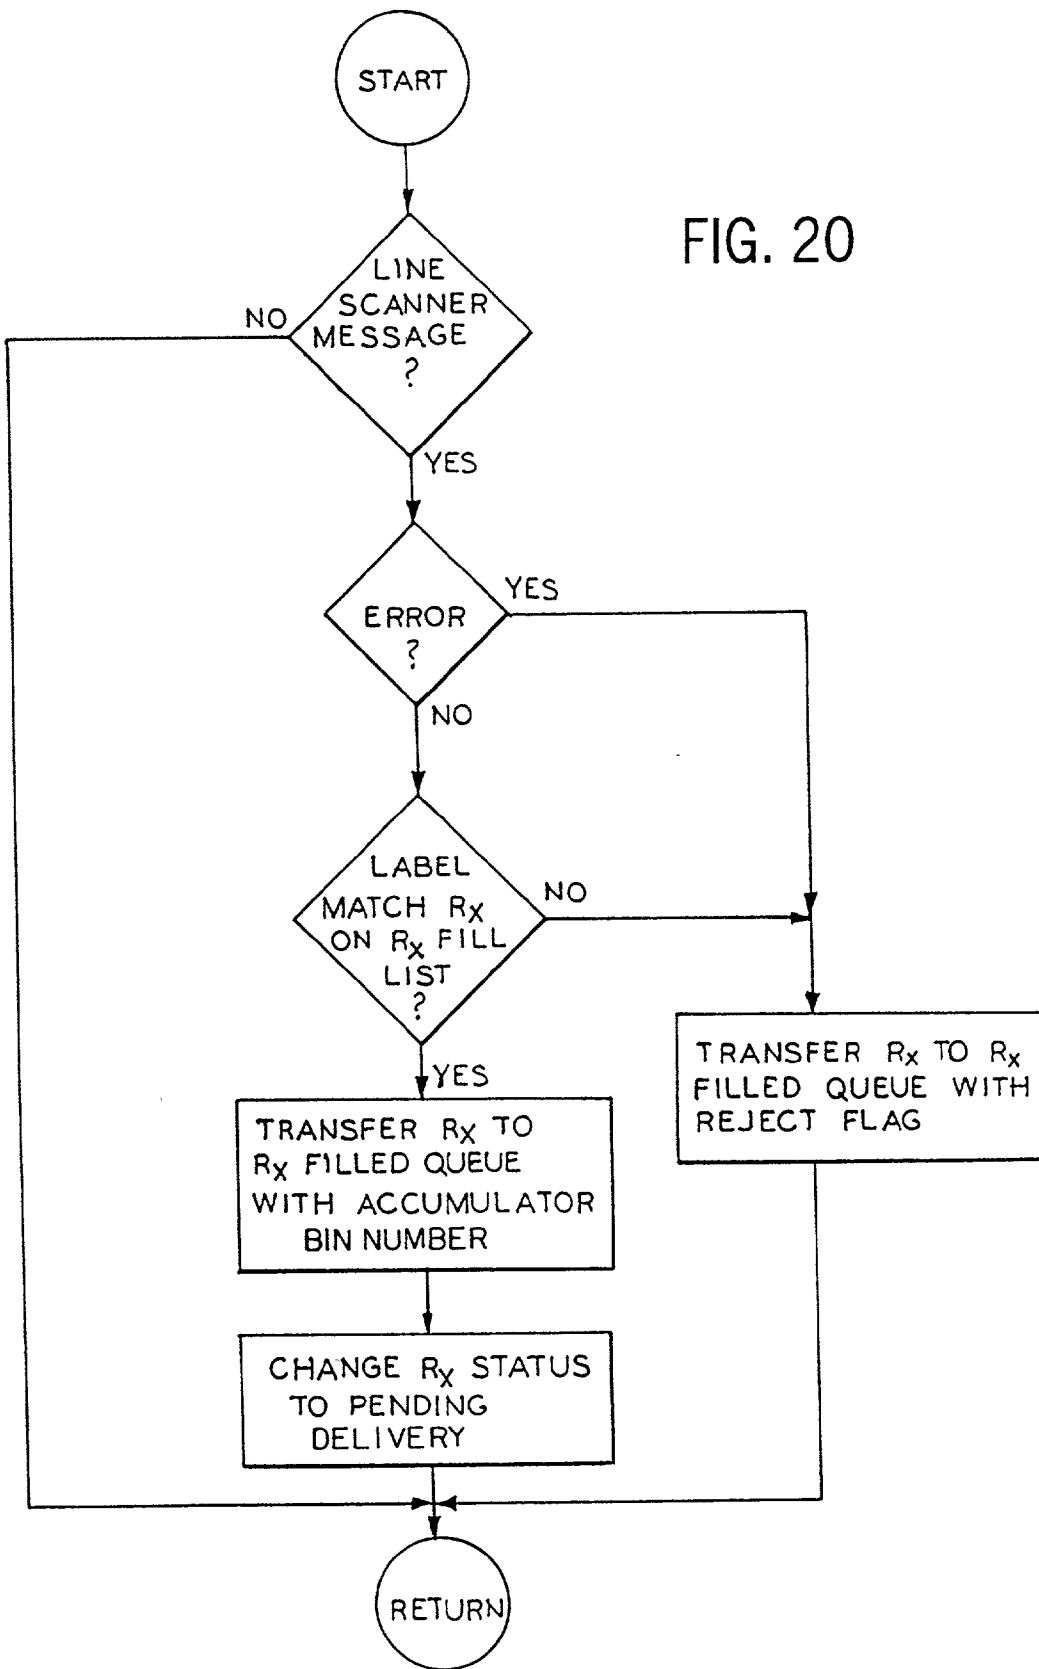 START
FIG. 20
LINE
SCANNER
MESSAGE
?
NO
YES
ERROR
?
YES
NO
LABEL
MATCH Rx
ON Rx FILL
LIST
?
NO
YES
TRANSFER Rx TO Rx
FILLED QUEUE WITH
REJECT FLAG
TRANSFER Rx TO
Rx FILLED QUEUE
WITH ACCUMULATOR
BIN NUMBER
CHANGE Rx STATUS
TO PENDING
DELIVERY
RETURN